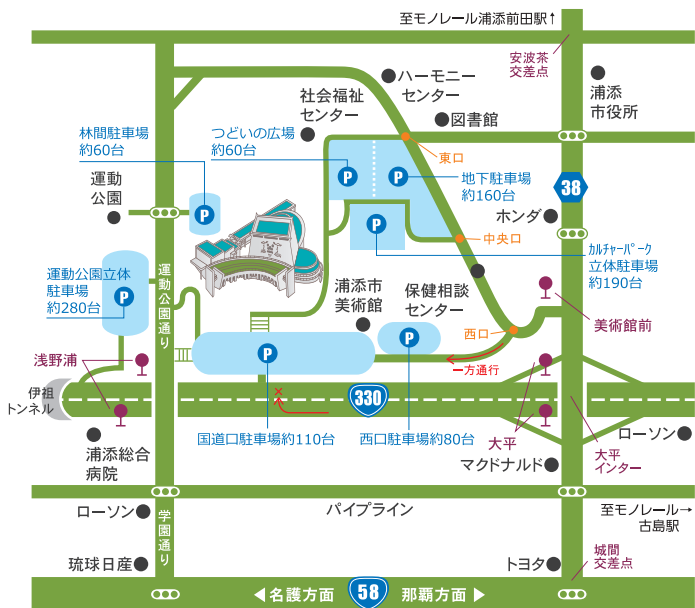 至モノレール浦添前田駅↑
安波茶
交差点
ハーモニー
センター
浦添
市役所
社会福祉
センター
図書館
林間駐車場
約60台
つどいの広場
約60台
東口
P
P
地下駐車場
約160台
38
運動
公園
P
ホンダ
P
中央口
カルチャーパーク
立体駐車場
約190台
運動公園立体
駐車場
約280台
P
運動公園通り
浦添市
美術館
保健相談
センター
美術館前
西口
P
P
一方通行
浅野浦
伊祖
トンネル
×
330
国道口駐車場約110台
西口駐車場約80台
大平
大平
インター
ローソン
浦添総合
病院
マクドナルド
ローソン
学園通り
パイプライン
至モノレール→
古島駅
琉球日産
トヨタ
城間
交差点
◀名護方面
58
那覇方面▶